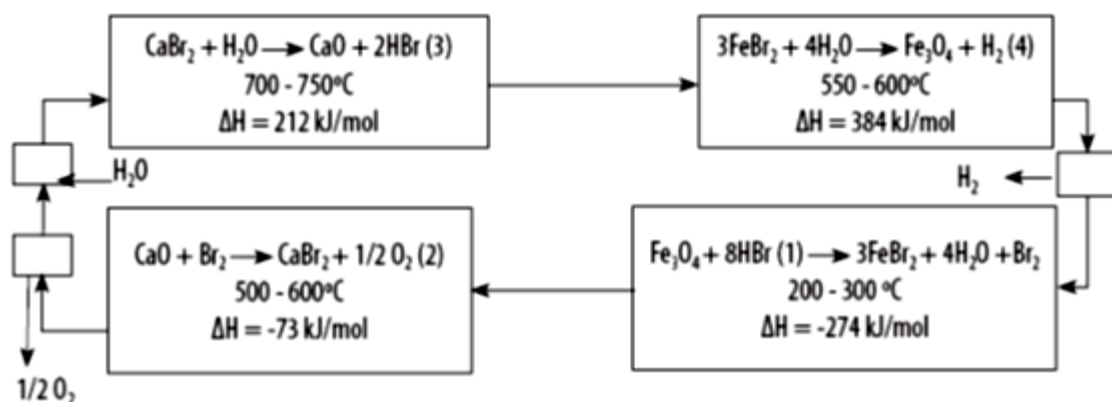 CaBr₂ + H₂O → CaO + 2HBr (3)
700 - 750ºC
ΔH = 212 kJ/mol
3FeBr₂ + 4H₂O → Fe₃O₄ + H₂ (4)
550 - 600ºC
ΔH = 384 kJ/mol
H₂O
H₂
CaO + Br₂ → CaBr₂ + 1/2 O₂ (2)
500 - 600ºC
ΔH = -73 kJ/mol
Fe₃O₄ + 8HBr (1) → 3FeBr₂ + 4H₂O + Br₂
200 - 300 ºC
ΔH = -274 kJ/mol
1/2 O₂